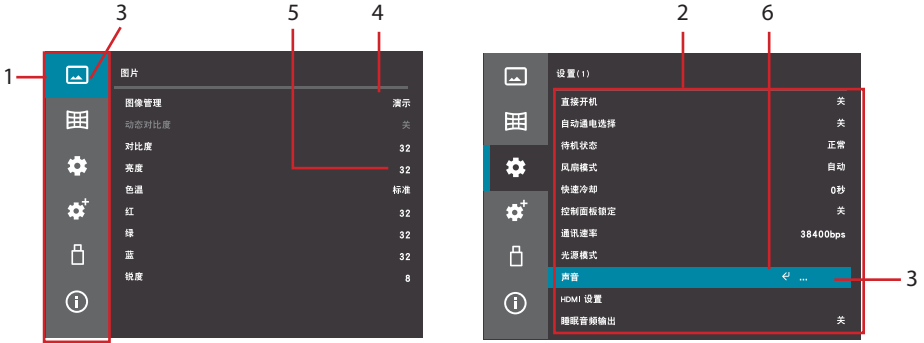 3
5
4
2
6
1
图片
图像管理 演示
动态对比度 关
对比度 32
亮度 32
色温 标准
红 32
绿 32
蓝 32
锐度 8
设置(1)
直接开机 关
自动通电选择 关
待机状态 正常
风扇模式 自动
快速冷却 0秒
控制面板锁定 关
通讯速率 38400bps
光源模式
声音 ...
HDMI 设置
睡眠音频输出 关
3